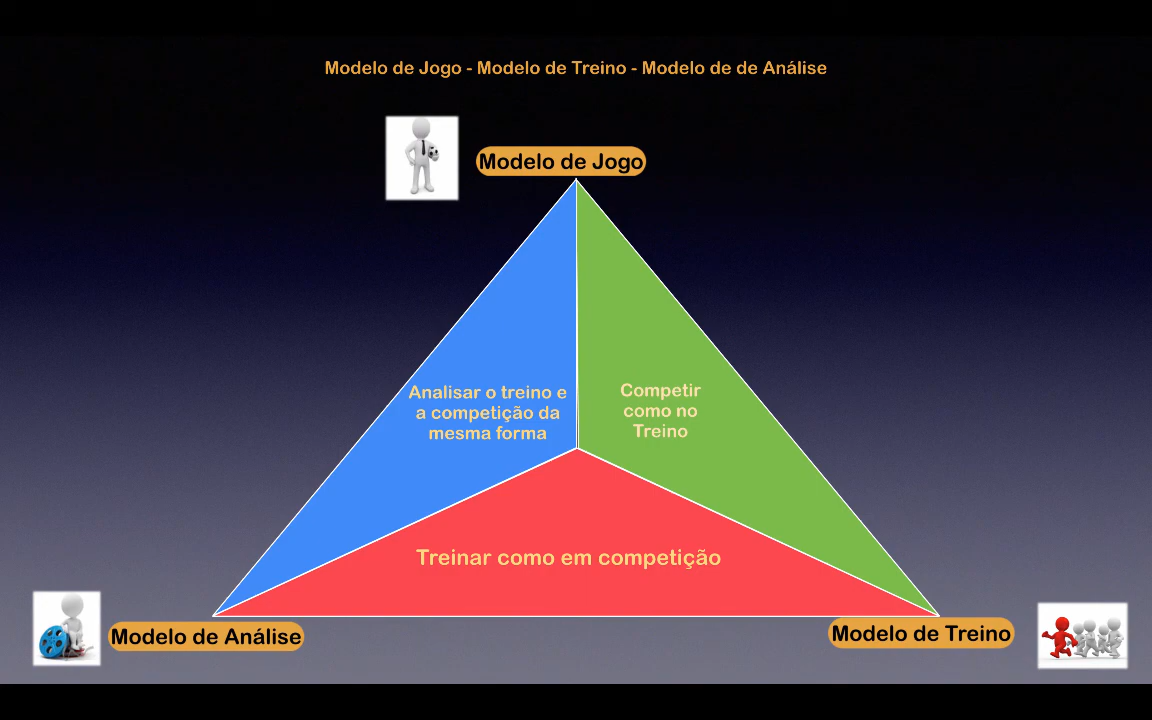 Modelo de Jogo - Modelo de Treino - Modelo de de Análise
Modelo de Jogo
Analisar o treino e
a competição da
mesma forma
Competir
como no
Treino
Treinar como em competição
Modelo de Análise
Modelo de Treino